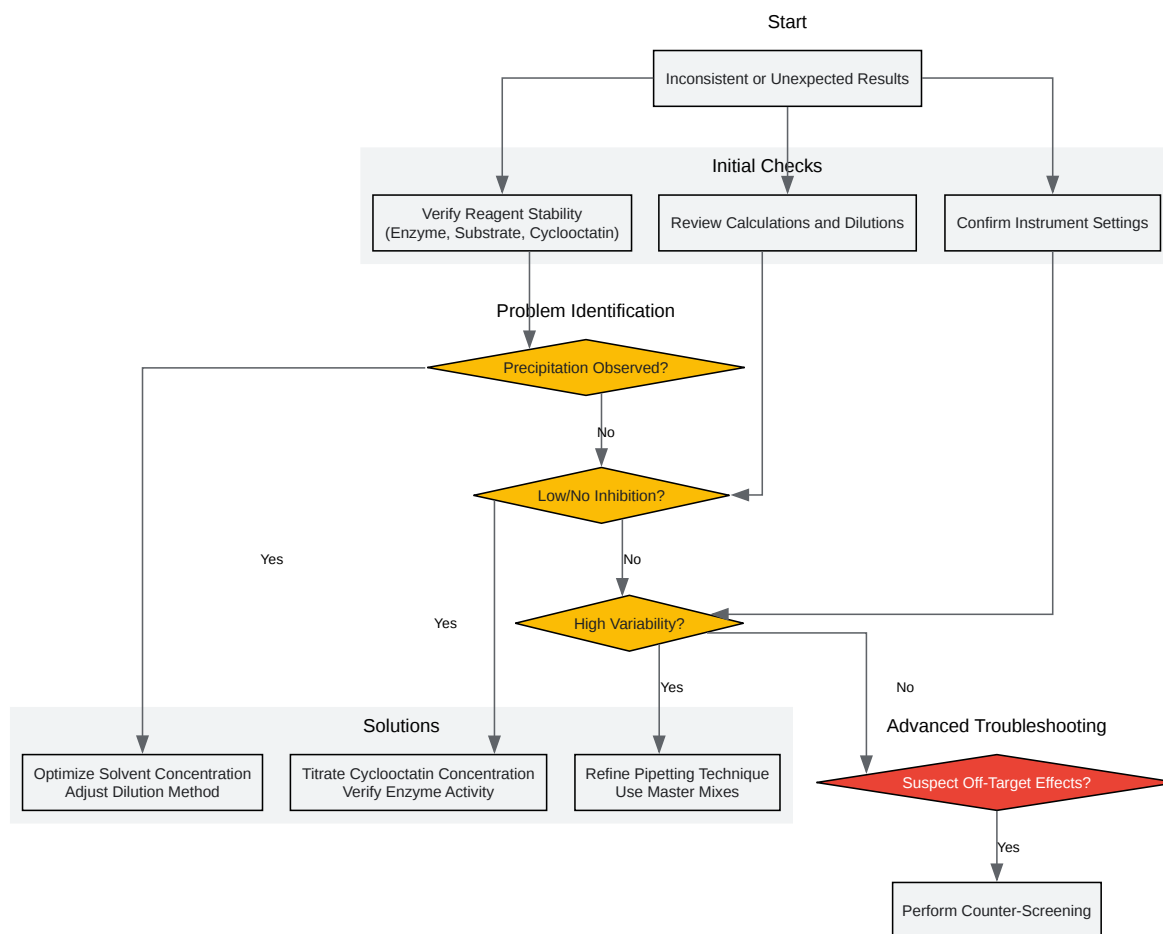 Start
Inconsistent or Unexpected Results
Initial Checks
Verify Reagent Stability
(Enzyme, Substrate, Cyclooctatin)
Review Calculations and Dilutions
Confirm Instrument Settings
Problem Identification
Precipitation Observed?
No
Low/No Inhibition?
Yes
No
Yes
High Variability?
Yes
No
Solutions
Advanced Troubleshooting
Optimize Solvent Concentration
Adjust Dilution Method
Titrate Cyclooctatin Concentration
Verify Enzyme Activity
Refine Pipetting Technique
Use Master Mixes
Suspect Off-Target Effects?
Yes
Perform Counter-Screening